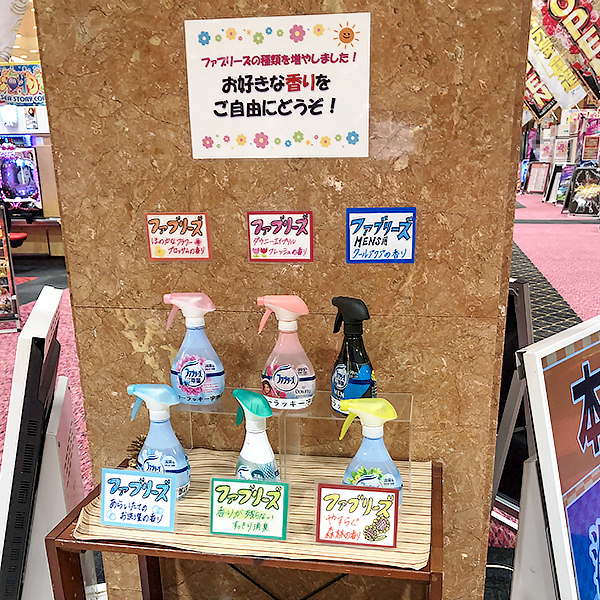 ファブリーズの種類を増やしました！
お好きな香りを
ご自由にどうぞ！
ファブリーズ
ほのかなフラワー
ブロッサムの香り
ファブリーズ
ダウニーエイプリル
フレッシュの香り
ファブリーズ
MENS用
クールアクアの香り
ファブリーズ
あらいたての
お洗濯の香り
ファブリーズ
香りが残らない
すっきり消臭
ファブリーズ
やすらぐ
森林の香り
SEA STORY